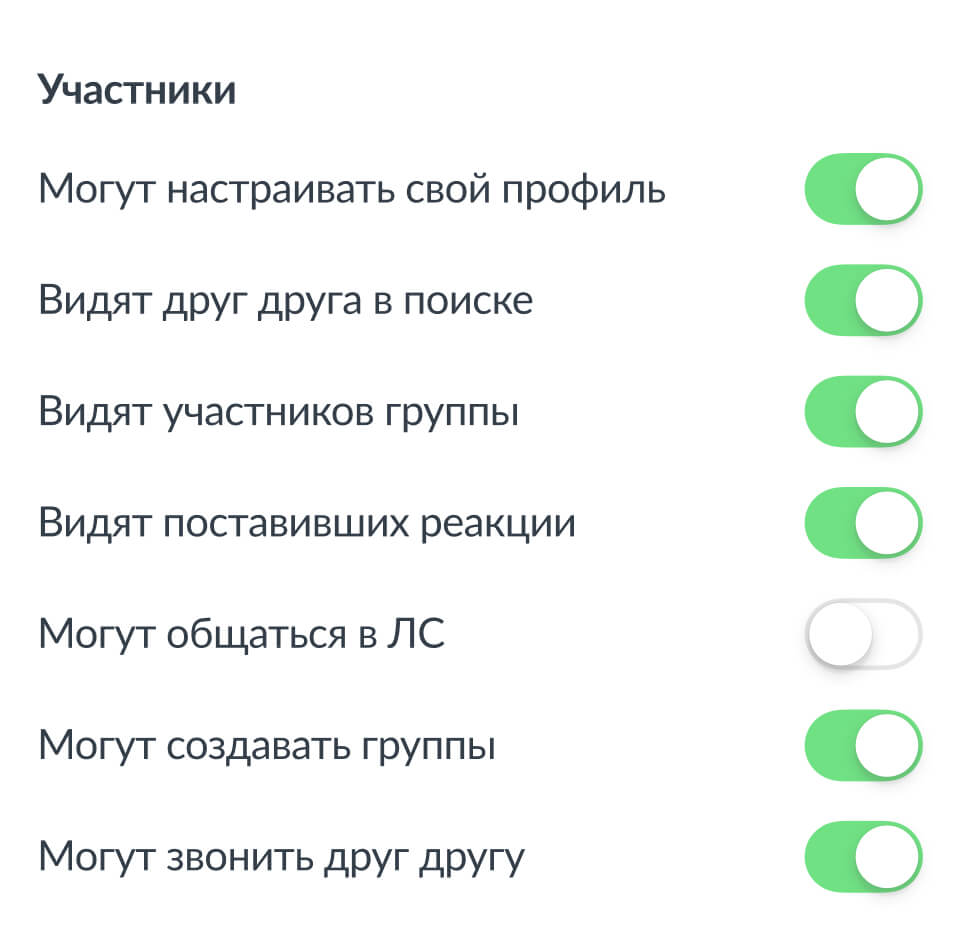 Участники
Могут настраивать свой профиль
Видят друг друга в поиске
Видят участников группы
Видят поставивших реакции
Могут общаться в ЛС
Могут создавать группы
Могут звонить друг другу